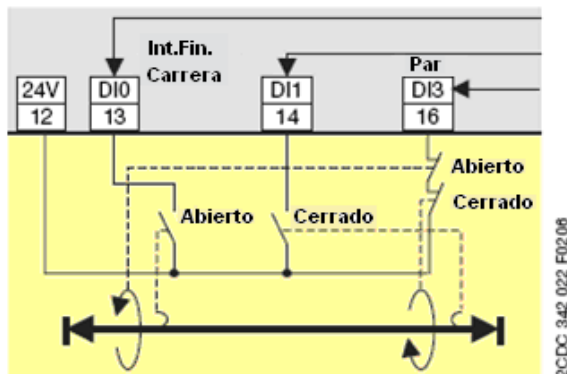 Int.Fin.
Carrera
Par
24V DI0 DI1 DI3
12 13 14 16
Abierto
Cerrado
Abierto Cerrado
2CDC 342 022 F0208